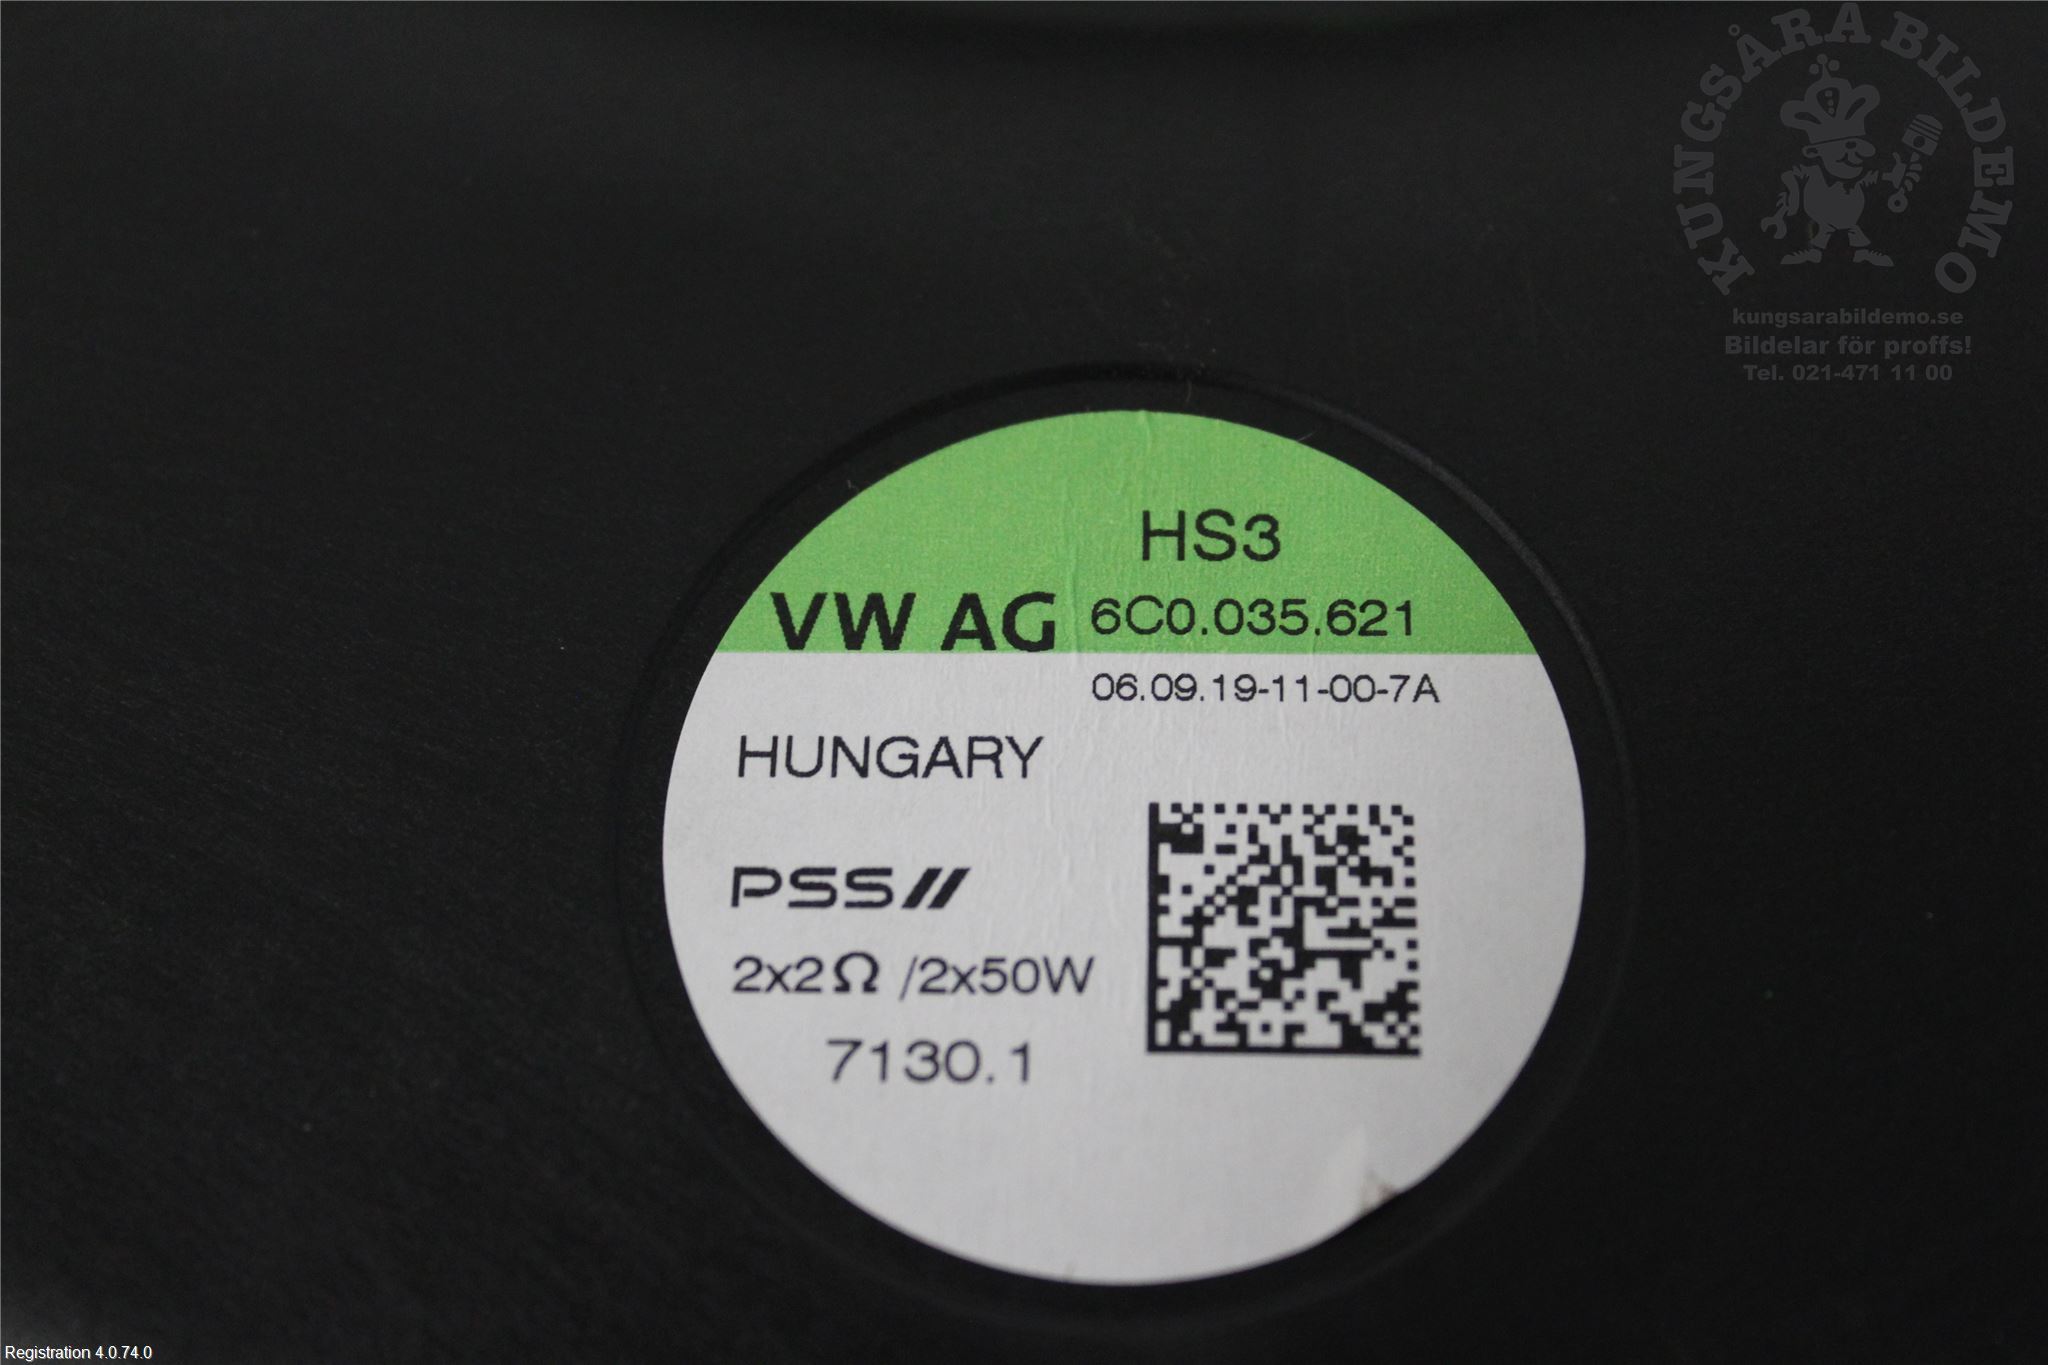 KUNGSÅRA BILDEMO
kungsarabildemo.se
Bildelar för proffs!
Tel. 021-471 11 00
HS3
VW AG 6C0.035.621
06.09.19-11-00-7A
HUNGARY
PSS
2x2Ω /2x50W
7130.1
Registration 4.0.74.0